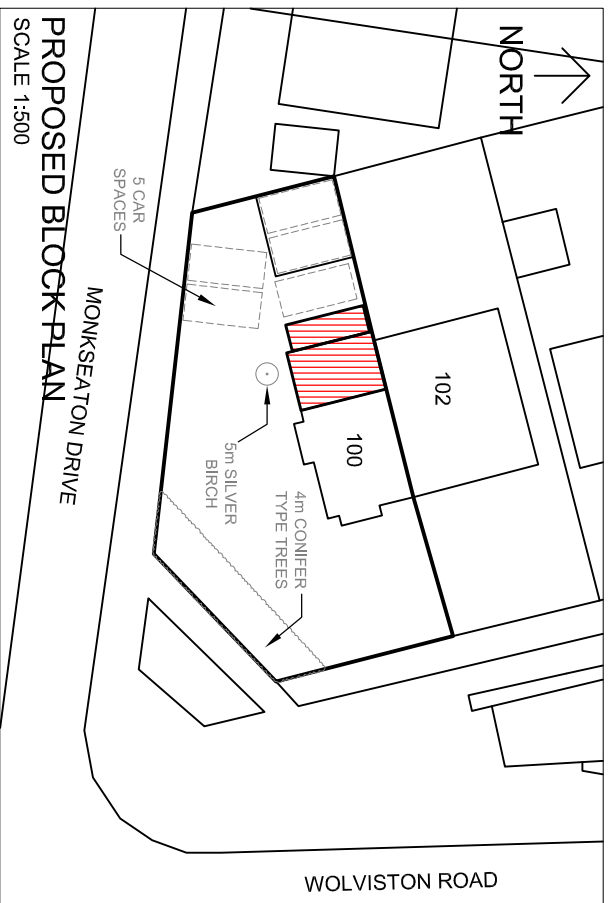 NORTH
102
100
5 CAR
SPACES
5m SILVER
BIRCH
4m CONIFER
TYPE TREES
MONKSEATON DRIVE
WOLVISTON ROAD
PROPOSED BLOCK PLAN
SCALE 1:500